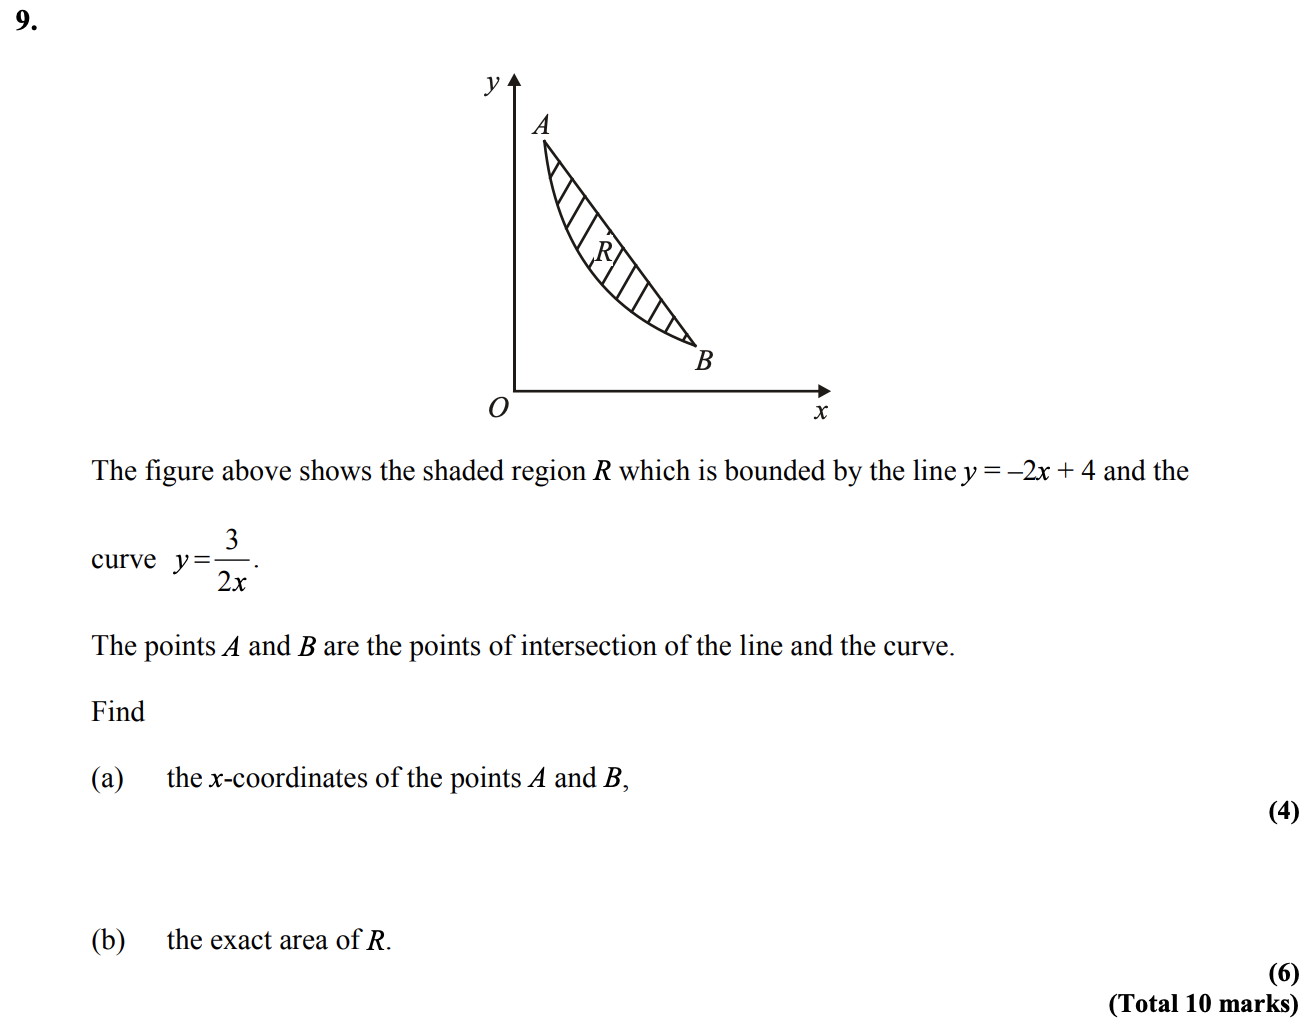 9.
y
A
R
B
O
x
The figure above shows the shaded region R which is bounded by the line y = –2x + 4 and the
curve y = 3/2x.
The points A and B are the points of intersection of the line and the curve.
Find
(a) the x-coordinates of the points A and B,
(4)
(b) the exact area of R.
(6)
(Total 10 marks)